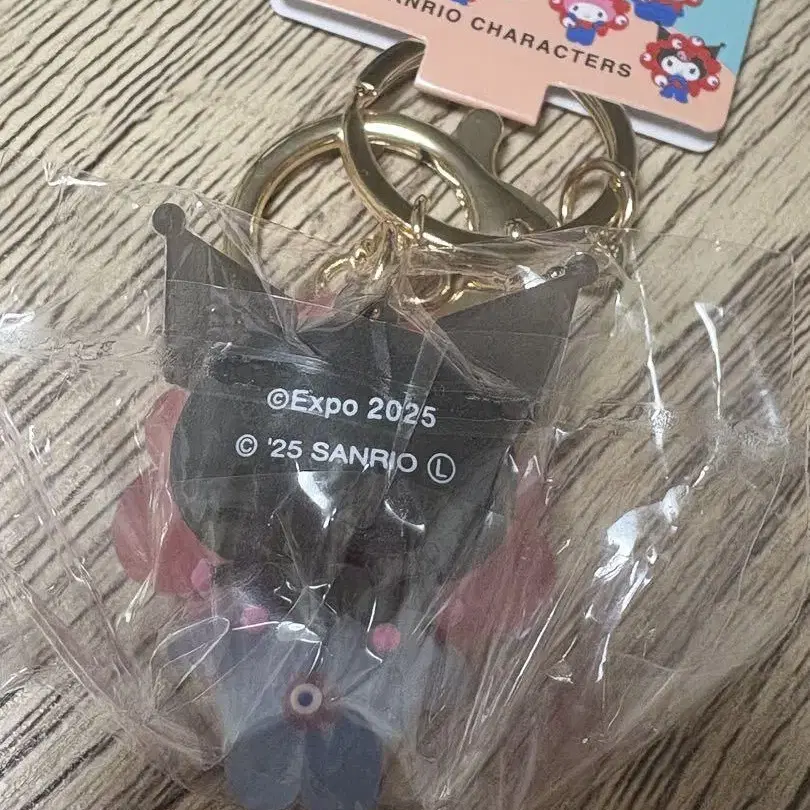 SANRIO CHARACTERS
©Expo 2025
© '25 SANRIO Ⓛ